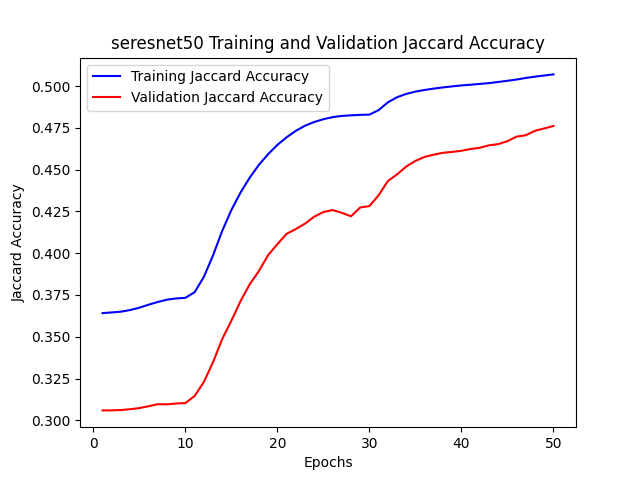 seresnet50 Training and Validation Jaccard Accuracy
Training Jaccard Accuracy
Validation Jaccard Accuracy
Jaccard Accuracy
0.500
0.475
0.450
0.425
0.400
0.375
0.350
0.325
0.300
0 10 20 30 40 50
Epochs